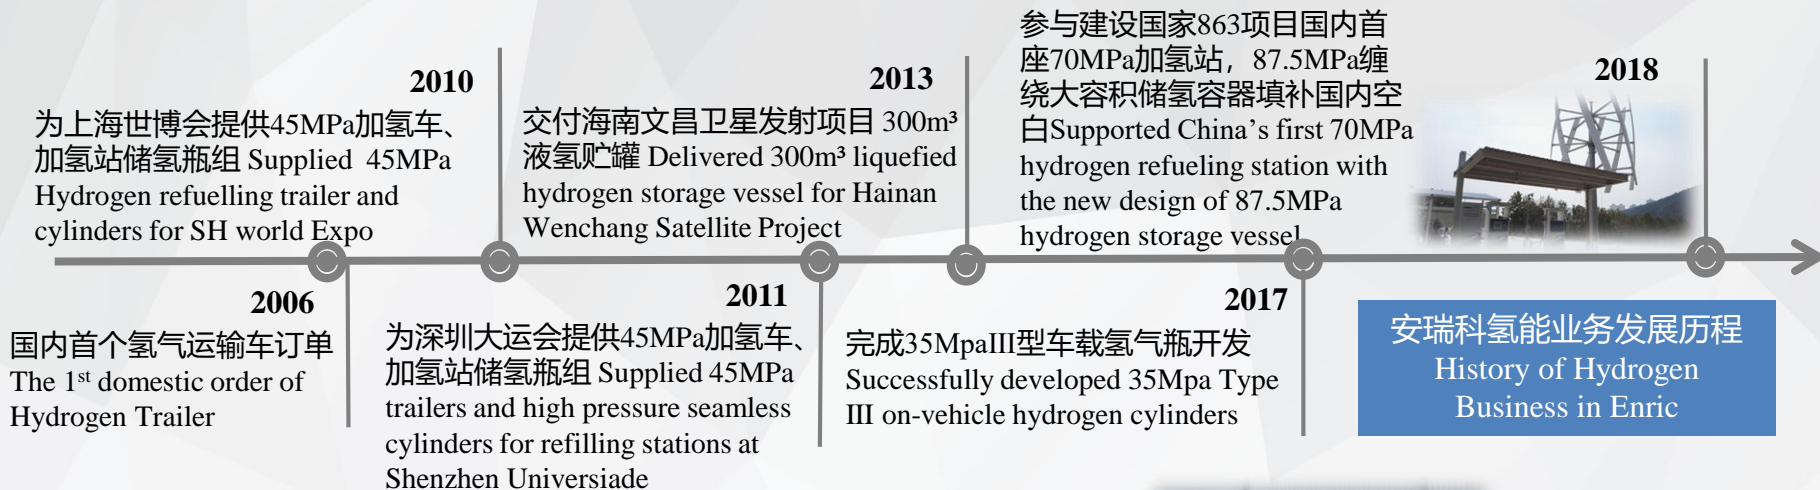 2010
为上海世博会提供45MPa加氢车、
加氢站储氢瓶组 Supplied 45MPa
Hydrogen refuelling trailer and
cylinders for SH world Expo
2013
交付海南文昌卫星发射项目 300m³
液氢贮罐 Delivered 300m³ liquefied
hydrogen storage vessel for Hainan
Wenchang Satellite Project
参与建设国家863项目国内首
座70MPa加氢站，87.5MPa缠
绕大容积储氢容器填补国内空
白Supported China’s first 70MPa
hydrogen refueling station with
the new design of 87.5MPa
hydrogen storage vessel
2018
2006
国内首个氢气运输车订单
The 1st domestic order of
Hydrogen Trailer
2011
为深圳大运会提供45MPa加氢车、
加氢站储氢瓶组 Supplied 45MPa
trailers and high pressure seamless
cylinders for refilling stations at
Shenzhen Universiade
2017
完成35MpaIII型车载氢气瓶开发
Successfully developed 35Mpa Type
III on-vehicle hydrogen cylinders
安瑞科氢能业务发展历程
History of Hydrogen
Business in Enric